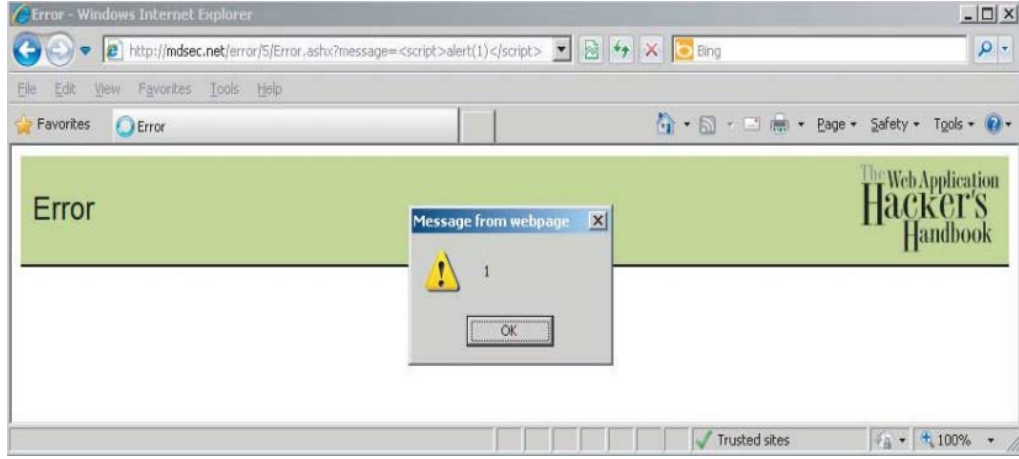 Error - Windows Internet Explorer
http://mdsec.net/error/5/Error.ashx?message=<script>alert(1)</script>
Bing
File Edit View Favorites Tools Help
Favorites
Error
Page
Safety
Tools
Error
The Web Application
Hacker's
Handbook
Message from webpage
1
OK
Trusted sites
100%